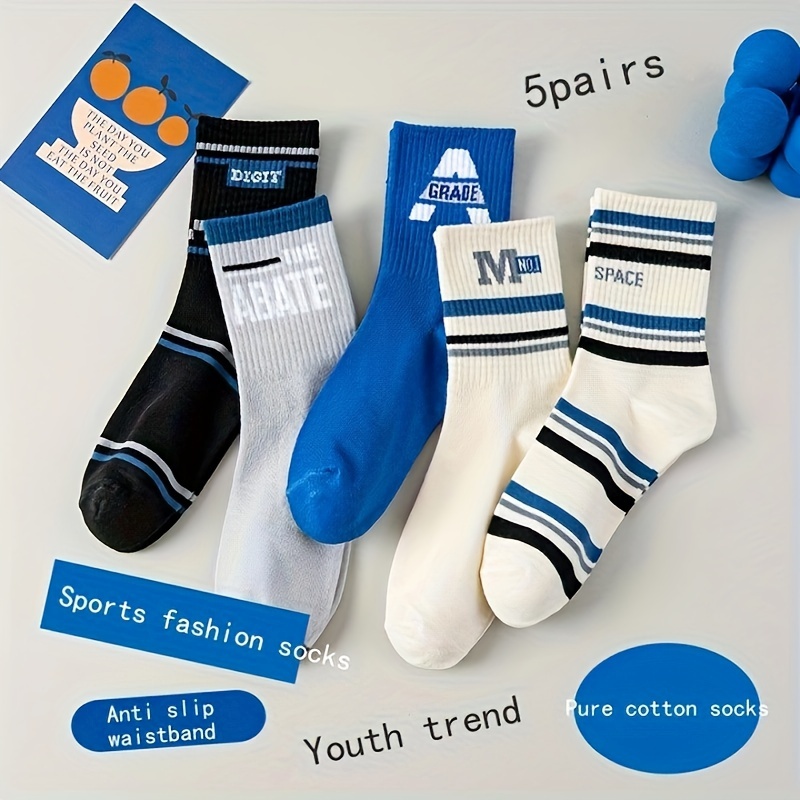 5pairs
THE DAY YOU
PLANT THE
SEED
IS NOT
THE DAY YOU
EAT THE FRUIT
DIGIT
ABATE
A
GRADE
M NO.1
SPACE
Sports fashion socks
Anti slip
waistband
Youth trend
Pure cotton socks